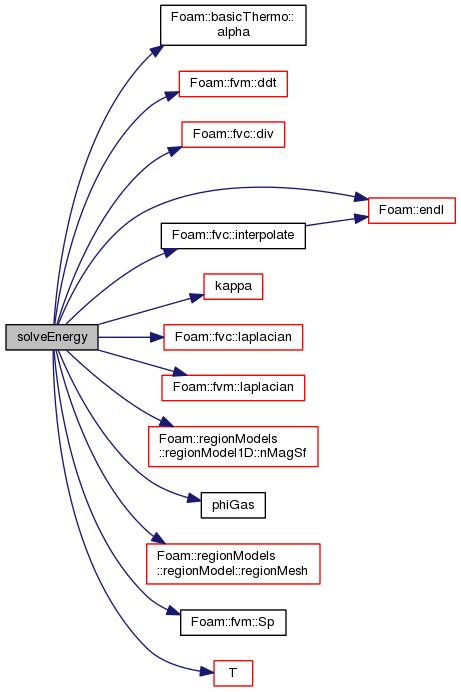 Foam::basicThermo::
alpha
Foam::fvm::ddt
Foam::fvc::div
Foam::endl
Foam::fvc::interpolate
kappa
solveEnergy
Foam::fvc::laplacian
Foam::fvm::laplacian
Foam::regionModels
::regionModel1D::nMagSf
phiGas
Foam::regionModels
::regionModel::regionMesh
Foam::fvm::Sp
T